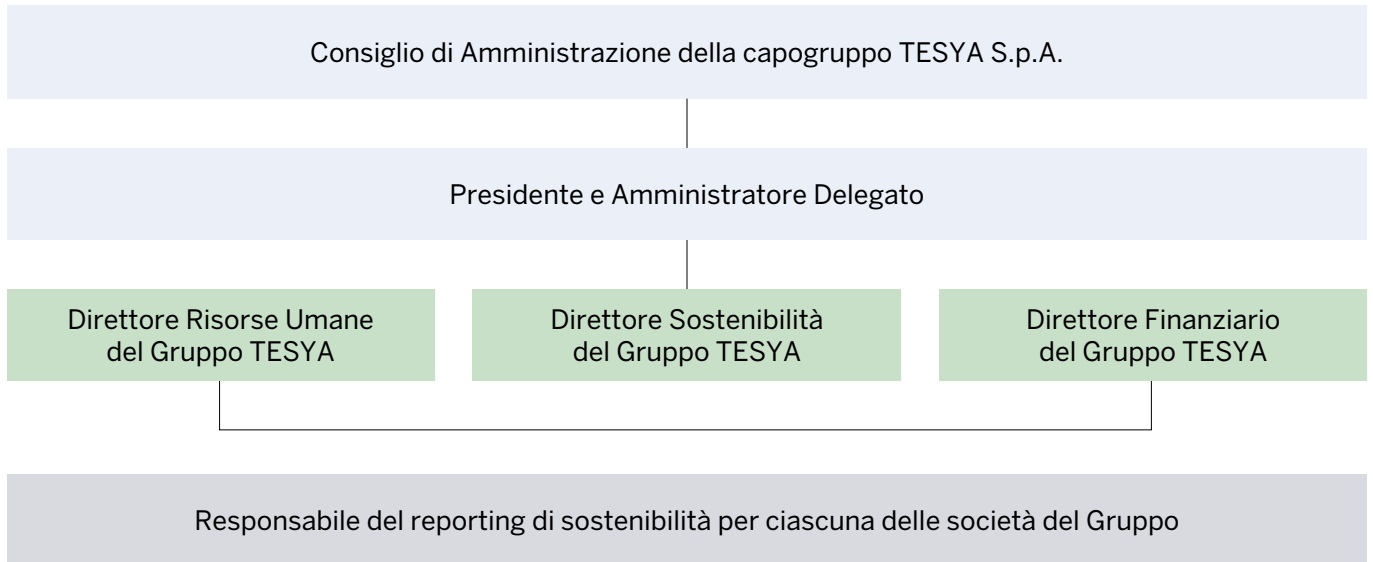 Consiglio di Amministrazione della capogruppo TESYA S.p.A.
Presidente e Amministratore Delegato
Direttore Risorse Umane
del Gruppo TESYA
Direttore Sostenibilità
del Gruppo TESYA
Direttore Finanziario
del Gruppo TESYA
Responsabile del reporting di sostenibilità per ciascuna delle società del Gruppo